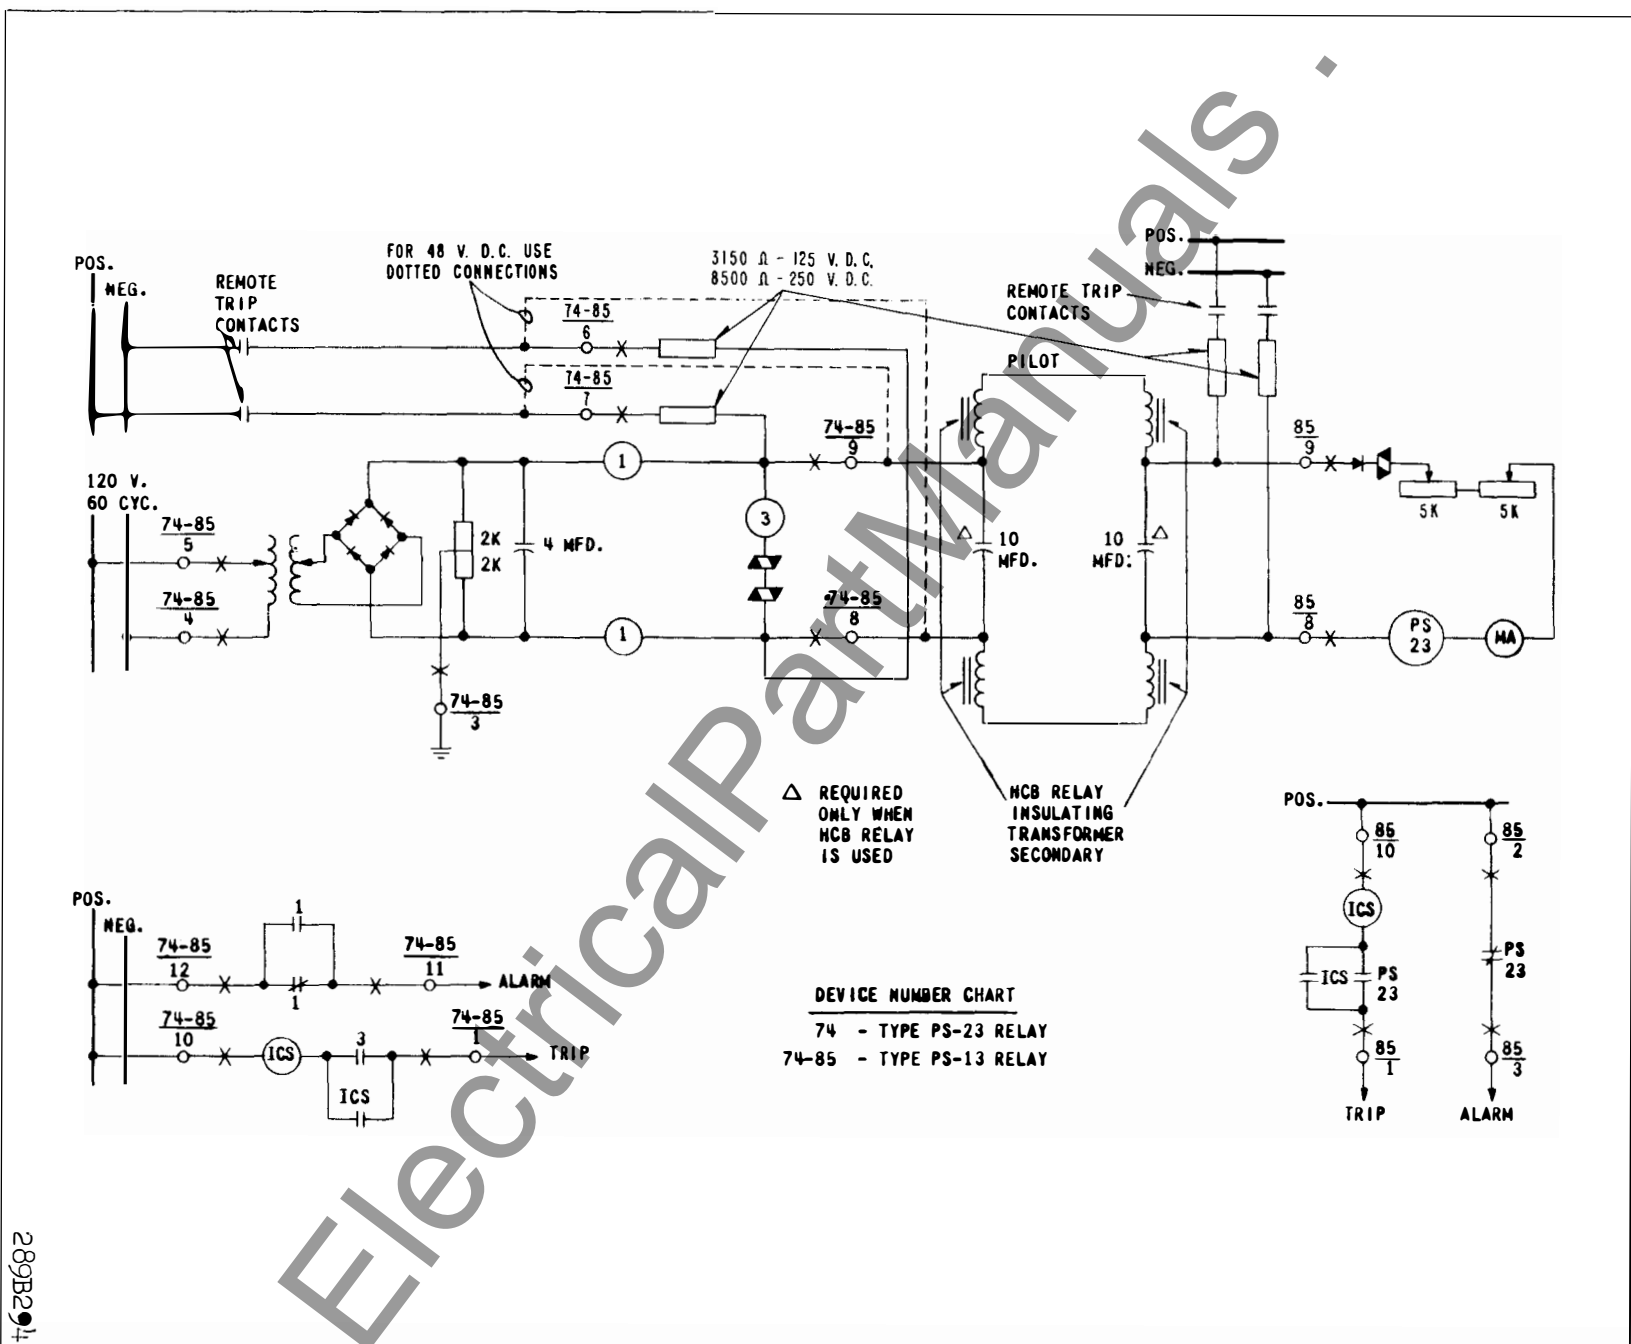 POS.
NEG.
REMOTE
TRIP
CONTACTS
FOR 48 V. D.C. USE
DOTTED CONNECTIONS
3150 Ω - 125 V. D.C.
8500 Ω - 250 V. D.C.
74-85
6
74-85
7
POS.
NEG.
REMOTE TRIP
CONTACTS
PILOT
74-85
9
85
9
120 V.
60 CYC.
74-85
5
74-85
4
2K
2K
4 MFD.
1
3
1
74-85
8
△ 10
MFD.
10 △
MFD.
5K
5K
85
8
PS
23
MA
74-85
3
△ REQUIRED
ONLY WHEN
HCB RELAY
IS USED
HCB RELAY
INSULATING
TRANSFORMER
SECONDARY
POS.
85
10
85
2
ICS
ICS
PS
23
PS
23
85
1
85
3
TRIP
ALARM
POS.
NEG.
74-85
12
1
1
74-85
11
ALARM
74-85
10
ICS
3
ICS
74-85
1
TRIP
DEVICE NUMBER CHART
74 - TYPE PS-23 RELAY
74-85 - TYPE PS-13 RELAY
289B294
ElectricalPartManuals .